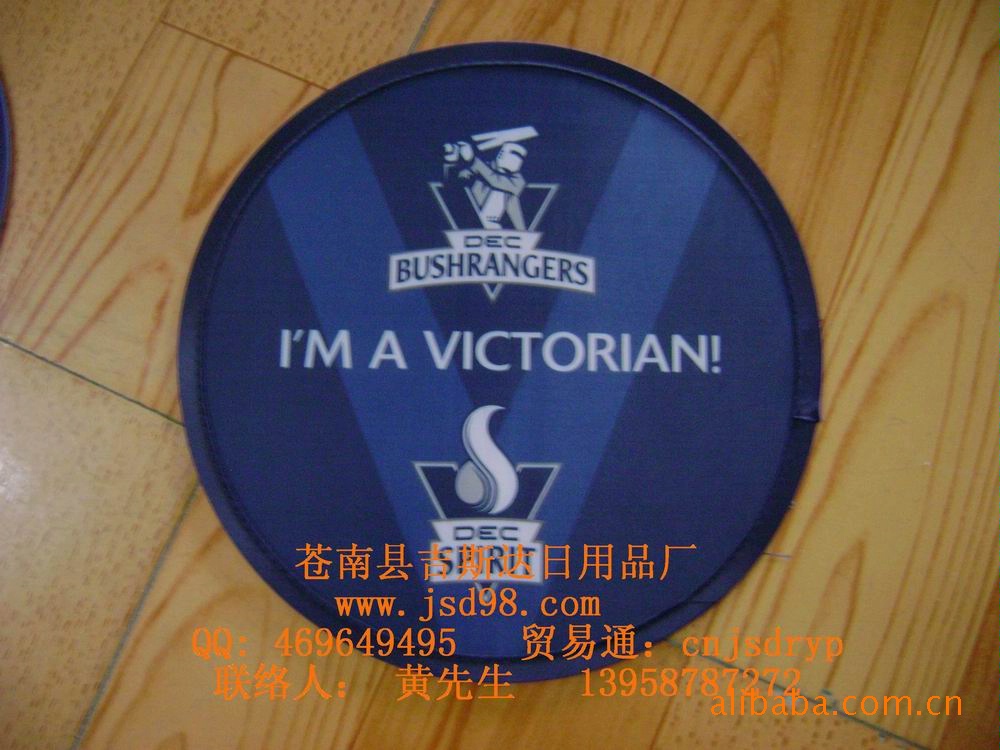 DEC
BUSHRANGERS
I'M A VICTORIAN!
DEC
SPIRIT
苍南县吉斯达日用品厂
www.jsd98.com
QQ: 469649495 贸易通: cnjsdryp
联络人: 黄先生 13958787272
alibaba.com.cn